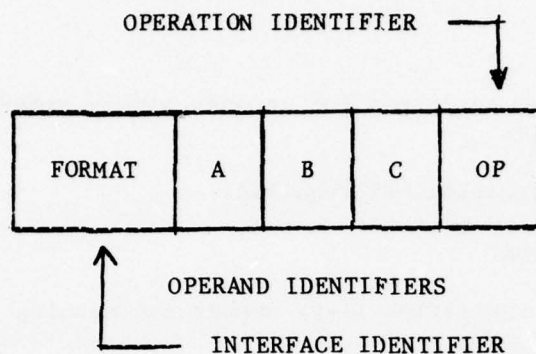 OPERATION IDENTIFIER
FORMAT A B C OP
OPERAND IDENTIFIERS
INTERFACE IDENTIFIER